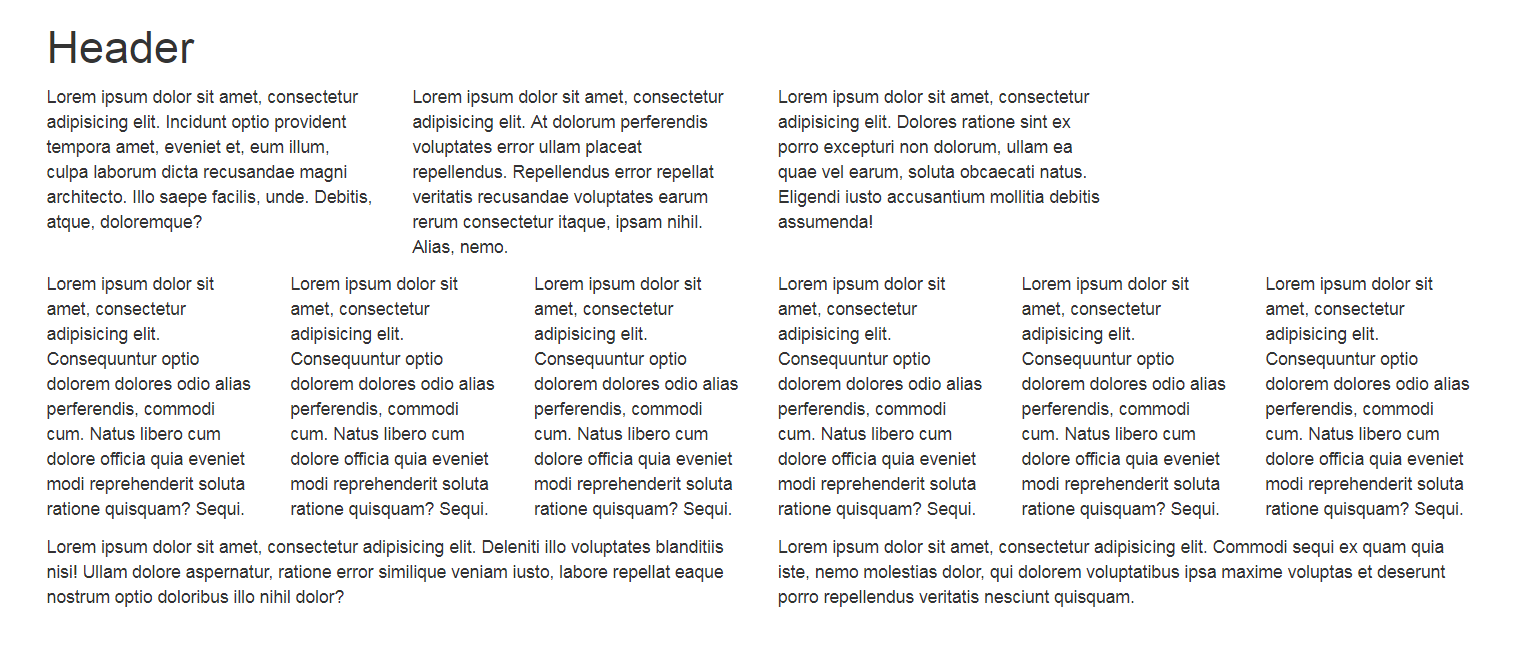 Header
Lorem ipsum dolor sit amet, consectetur
adipisicing elit. Incidunt optio provident
tempora amet, eveniet et, eum illum,
culpa laborum dicta recusandae magni
architecto. Illo saepe facilis, unde. Debitis,
atque, doloremque?
Lorem ipsum dolor sit amet, consectetur
adipisicing elit. At dolorum perferendis
voluptates error ullam placeat
repellendus. Repellendus error repellat
veritatis recusandae voluptates earum
rerum consectetur itaque, ipsam nihil.
Alias, nemo.
Lorem ipsum dolor sit amet, consectetur
adipisicing elit. Dolores ratione sint ex
porro excepturi non dolorum, ullam ea
quae vel earum, soluta obcaecati natus.
Eligendi iusto accusantium mollitia debitis
assumenda!
Lorem ipsum dolor sit
amet, consectetur
adipisicing elit.
Consequuntur optio
dolorem dolores odio alias
perferendis, commodi
cum. Natus libero cum
dolore officia quia eveniet
modi reprehenderit soluta
ratione quisquam? Sequi.
Lorem ipsum dolor sit
amet, consectetur
adipisicing elit.
Consequuntur optio
dolorem dolores odio alias
perferendis, commodi
cum. Natus libero cum
dolore officia quia eveniet
modi reprehenderit soluta
ratione quisquam? Sequi.
Lorem ipsum dolor sit
amet, consectetur
adipisicing elit.
Consequuntur optio
dolorem dolores odio alias
perferendis, commodi
cum. Natus libero cum
dolore officia quia eveniet
modi reprehenderit soluta
ratione quisquam? Sequi.
Lorem ipsum dolor sit
amet, consectetur
adipisicing elit.
Consequuntur optio
dolorem dolores odio alias
perferendis, commodi
cum. Natus libero cum
dolore officia quia eveniet
modi reprehenderit soluta
ratione quisquam? Sequi.
Lorem ipsum dolor sit
amet, consectetur
adipisicing elit.
Consequuntur optio
dolorem dolores odio alias
perferendis, commodi
cum. Natus libero cum
dolore officia quia eveniet
modi reprehenderit soluta
ratione quisquam? Sequi.
Lorem ipsum dolor sit
amet, consectetur
adipisicing elit.
Consequuntur optio
dolorem dolores odio alias
perferendis, commodi
cum. Natus libero cum
dolore officia quia eveniet
modi reprehenderit soluta
ratione quisquam? Sequi.
Lorem ipsum dolor sit amet, consectetur adipisicing elit. Deleniti illo voluptates blanditiis
nisi! Ullam dolore aspernatur, ratione error similique veniam iusto, labore repellat eaque
nostrum optio doloribus illo nihil dolor?
Lorem ipsum dolor sit amet, consectetur adipisicing elit. Commodi sequi ex quam quia
iste, nemo molestias dolor, qui dolorem voluptatibus ipsa maxime voluptas et deserunt
porro repellendus veritatis nesciunt quisquam.